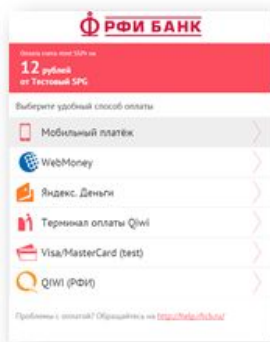 РФИ БАНК
12 рублей
от Тестовый SPG
Выберите удобный способ оплаты
Мобильный платёж
WebMoney
Яндекс. Деньги
Терминал оплаты Qiwi
Visa/MasterCard (test)
QIWI (РФИ)
Проблемы с оплатой? Обращайтесь на